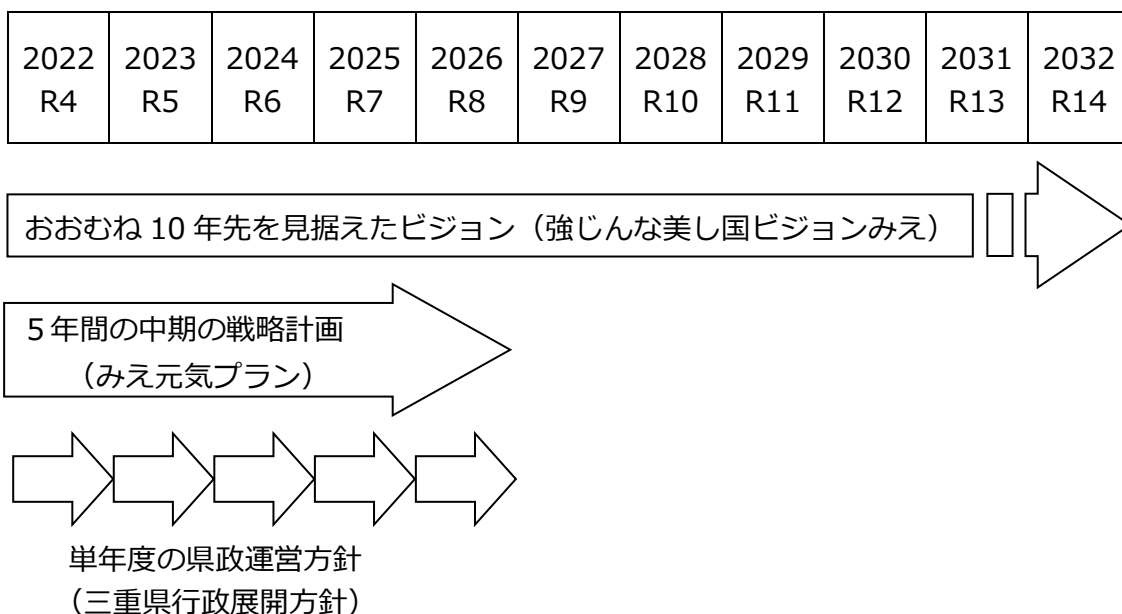 2022 2023 2024 2025 2026 2027 2028 2029 2030 2031 2032
R4 R5 R6 R7 R8 R9 R10 R11 R12 R13 R14
おおむね 10 年先を見据えたビジョン（強じんな美し国ビジョンみえ）
５年間の中期の戦略計画
（みえ元気プラン）
単年度の県政運営方針
（三重県行政展開方針）